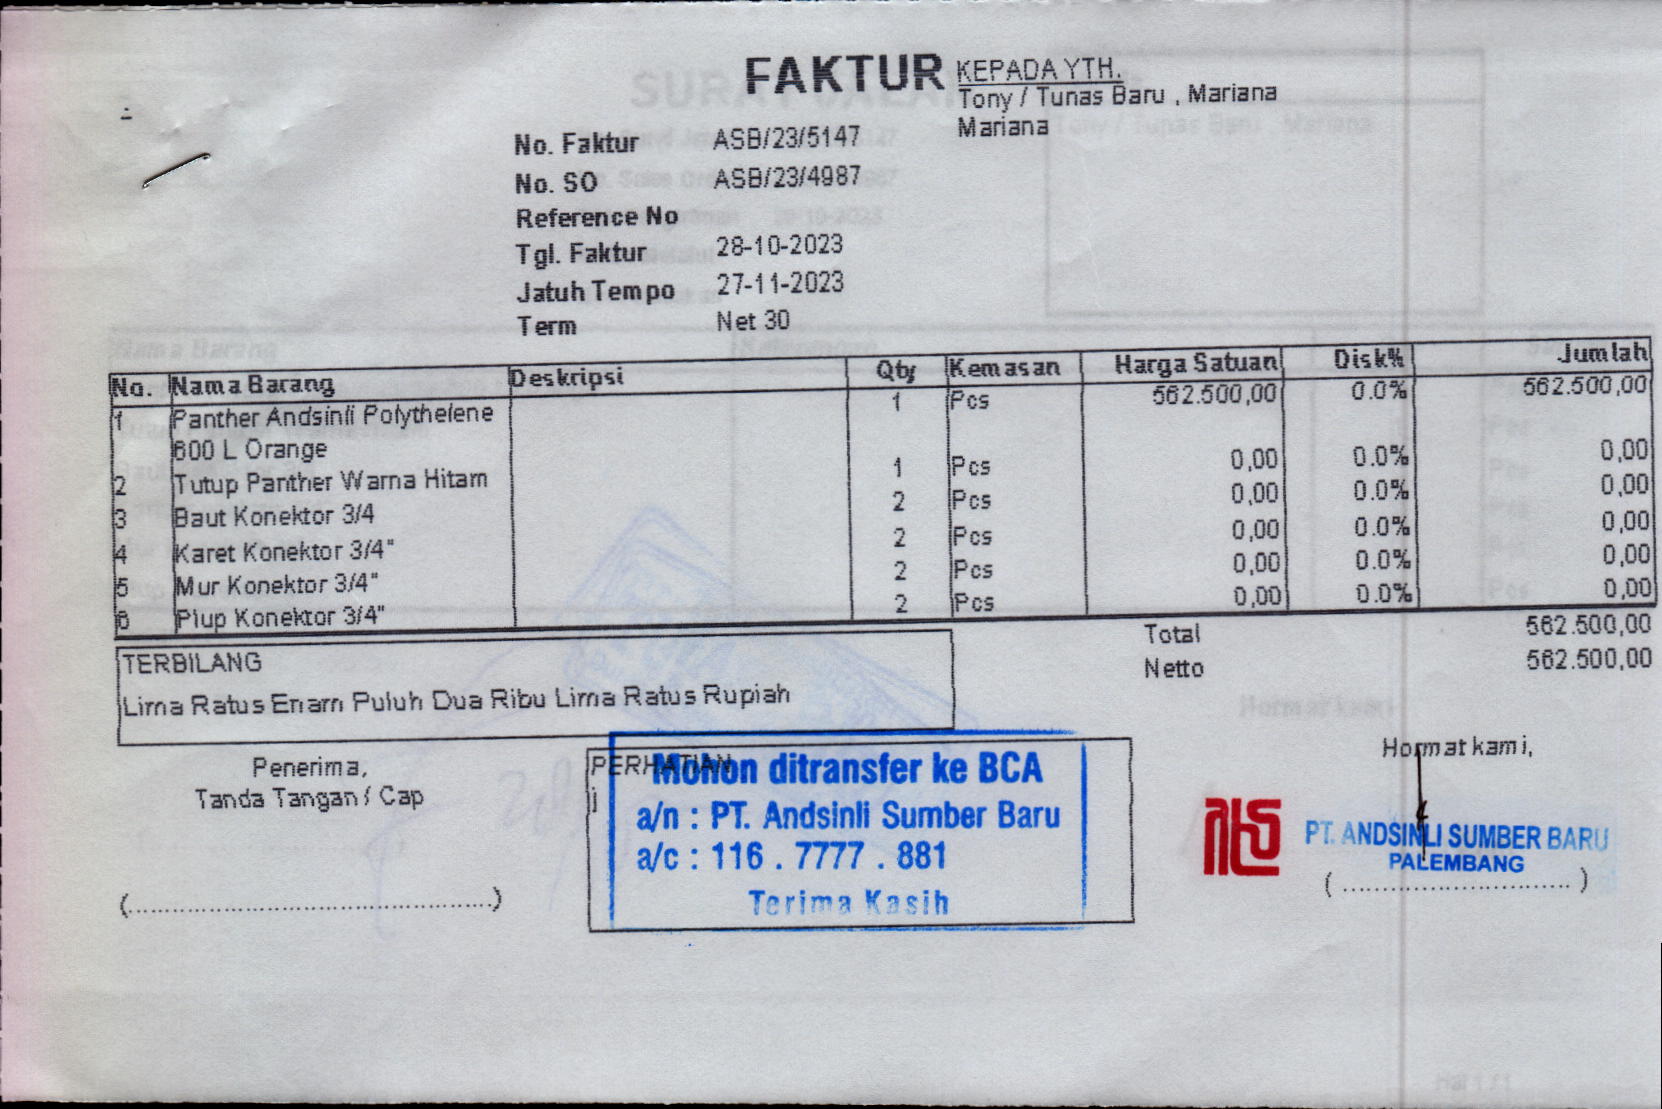 FAKTUR
KEPADA YTH.
Tony / Tunas Baru , Mariana
Mariana
No. Faktur ASB/23/5147
No. SO ASB/23/4987
Reference No
Tgl. Faktur 28-10-2023
Jatuh Tempo 27-11-2023
Term Net 30
No. Nama Barang Deskripsi Qty Kemasan Harga Satuan Disk% Jumlah
1 Panther Andsinli Polythelene 1 Pcs 562.500,00 0.0% 562.500,00
600 L Orange
2 Tutup Panther Warna Hitam 1 Pcs 0,00 0.0% 0,00
3 Baut Konektor 3/4 2 Pcs 0,00 0.0% 0,00
4 Karet Konektor 3/4" 2 Pcs 0,00 0.0% 0,00
5 Mur Konektor 3/4" 2 Pcs 0,00 0.0% 0,00
6 Plup Konektor 3/4" 2 Pcs 0,00 0.0% 0,00
Total 562.500,00
Netto 562.500,00
TERBILANG
Lima Ratus Enam Puluh Dua Ribu Lima Ratus Rupiah
Penerima,
Tanda Tangan / Cap
(............................................)
PERHATIAN
Mohon ditransfer ke BCA
a/n : PT. Andsinli Sumber Baru
a/c : 116 . 7777 . 881
Terima Kasih
Hormat kami,
PT. ANDSINLI SUMBER BARU
PALEMBANG
( ............................ )